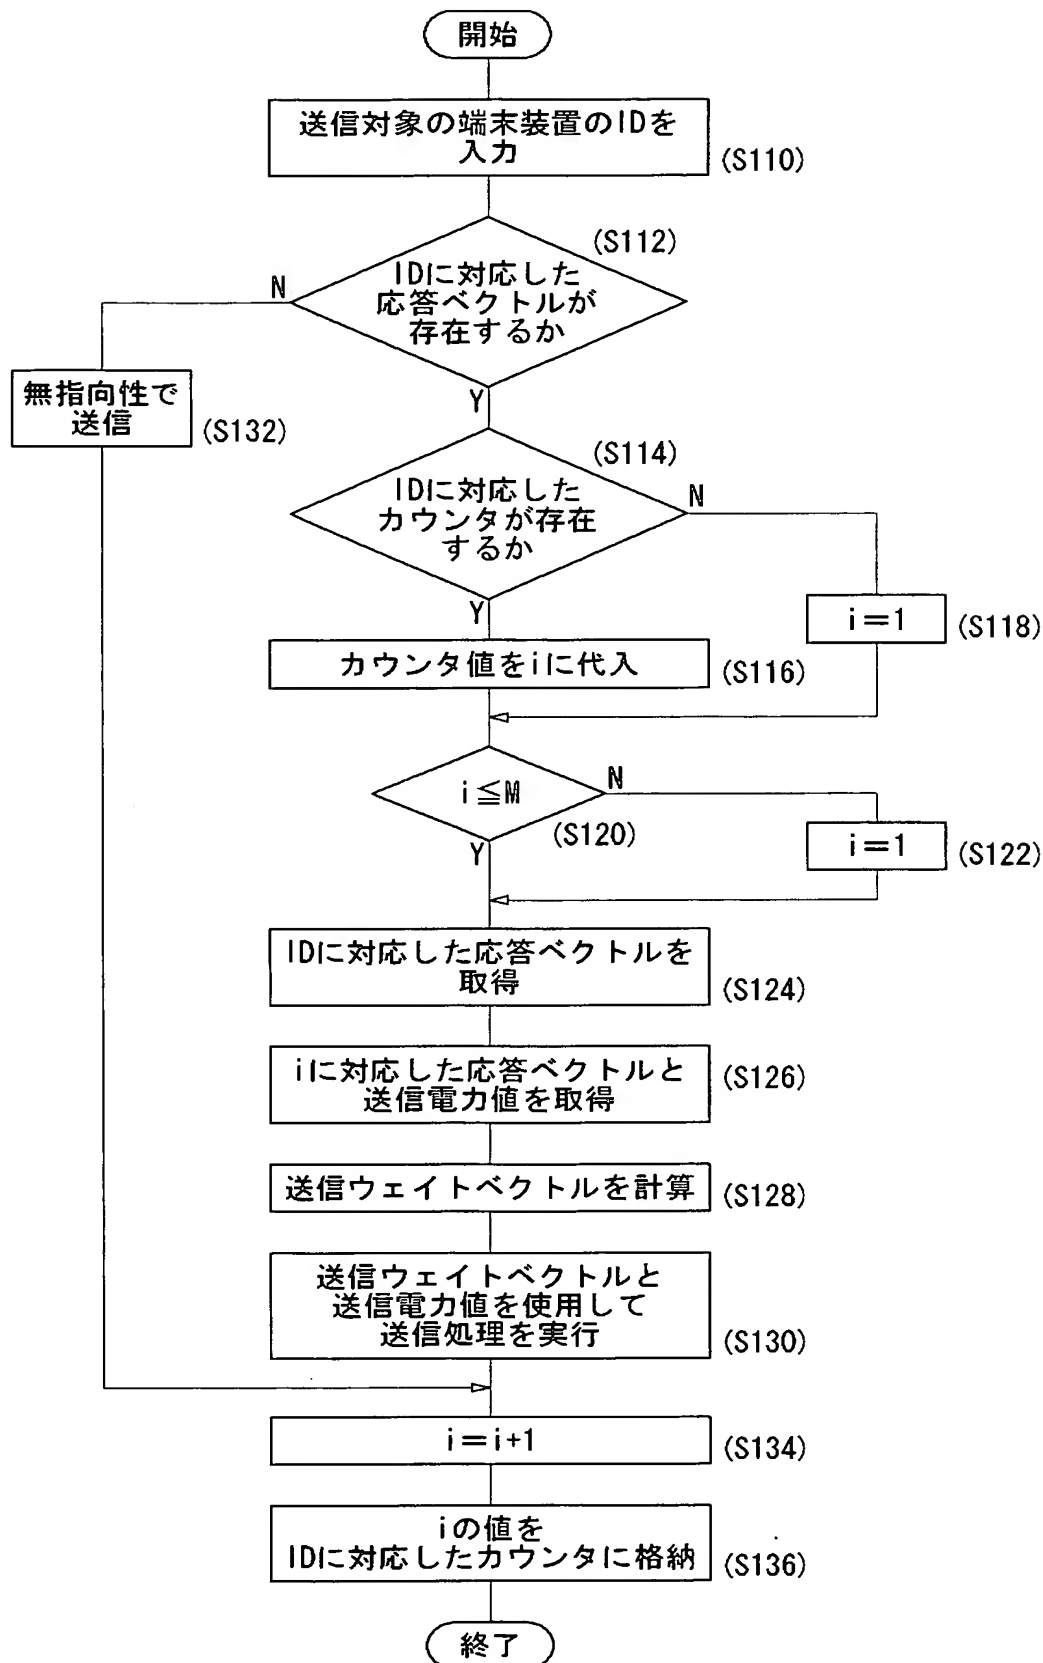 開始
送信対象の端末装置のIDを
入力
(S110)
(S112)
IDに対応した
応答ベクトルが
存在するか
N
Y
無指向性で
送信
(S132)
(S114)
IDに対応した
カウンタが存在
するか
N
Y
i=1
(S118)
カウンタ値をiに代入
(S116)
i≦M
N
(S120)
Y
i=1
(S122)
IDに対応した応答ベクトルを
取得
(S124)
iに対応した応答ベクトルと
送信電力値を取得
(S126)
送信ウェイトベクトルを計算
(S128)
送信ウェイトベクトルと
送信電力値を使用して
送信処理を実行
(S130)
i=i+1
(S134)
iの値を
IDに対応したカウンタに格納
(S136)
終了